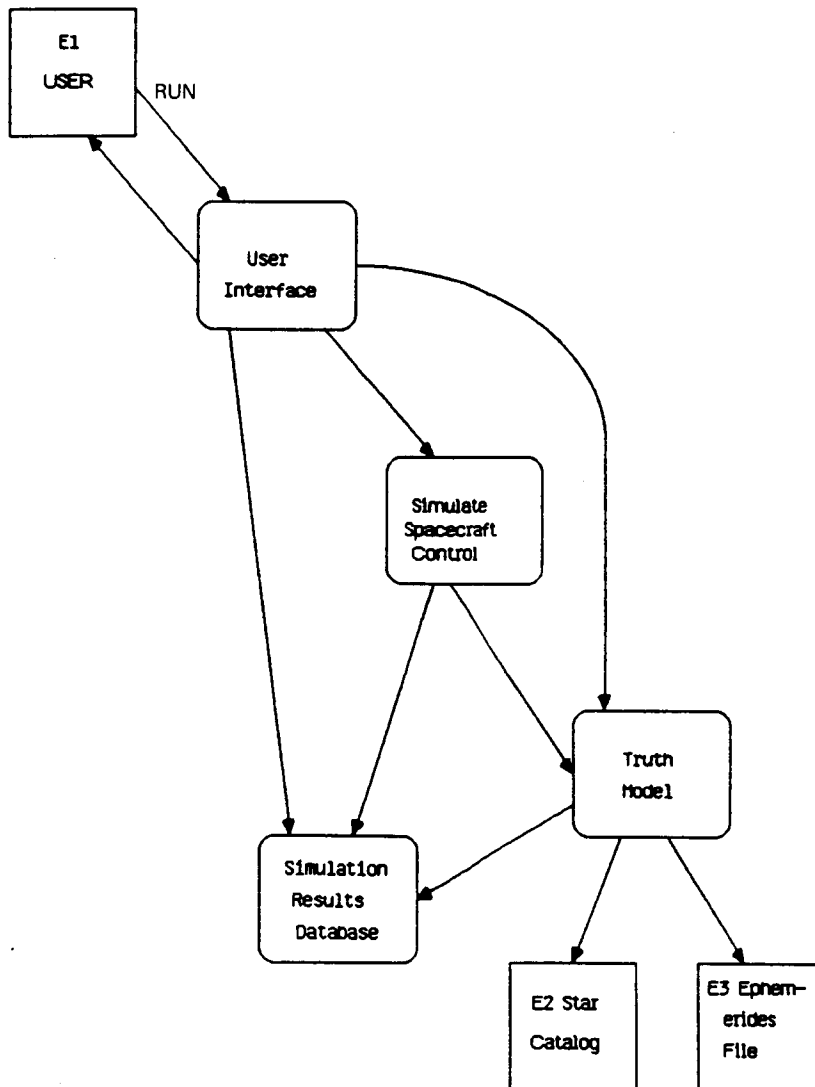 E1
USER
RUN
User
Interface
Simulate
Spacecraft
Control
Truth
Model
Simulation
Results
Database
E2 Star
Catalog
E3 Ephem-
erides
File